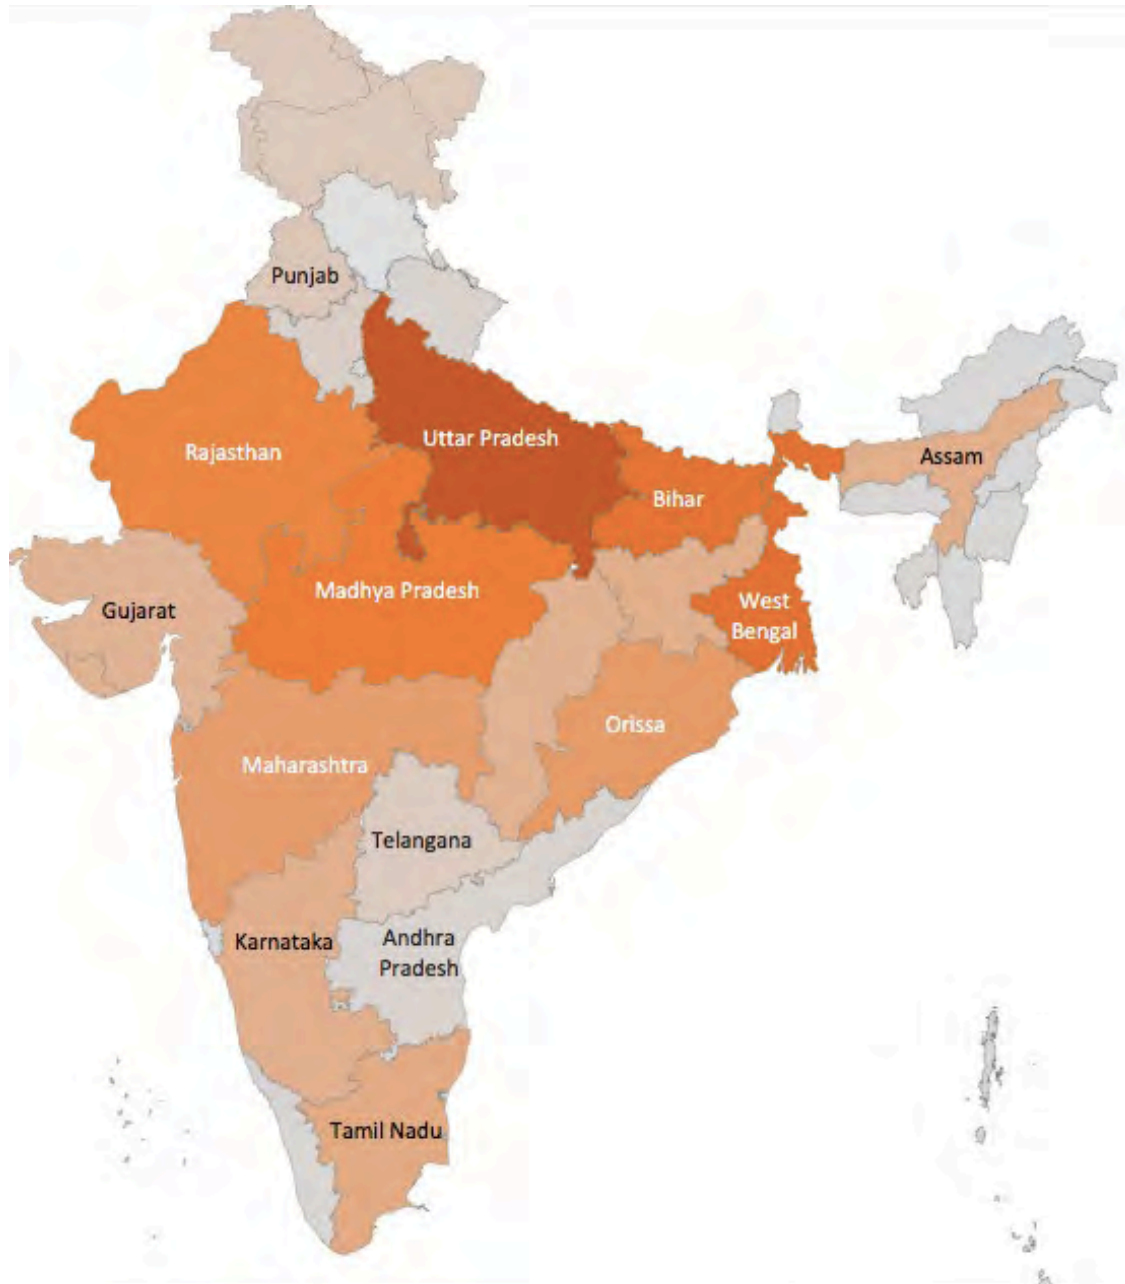 Punjab
Uttar Pradesh
Rajasthan
Assam
Bihar
Madhya Pradesh
Gujarat
West
Bengal
Orissa
Maharashtra
Telangana
Karnataka
Andhra
Pradesh
Tamil Nadu